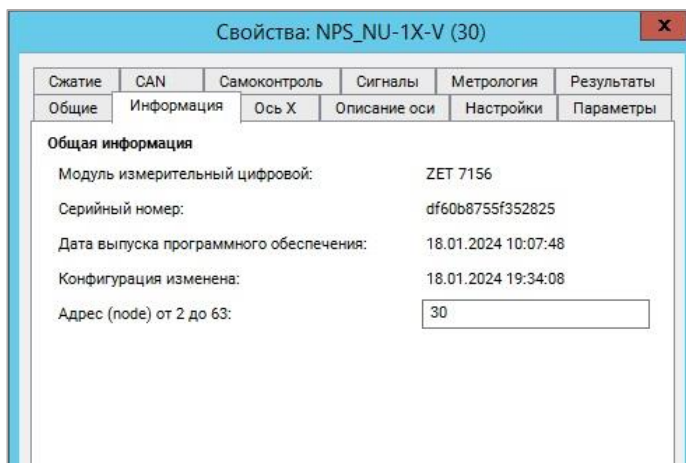 Свойства: NPS_NU-1X-V (30)
x
Сжатие CAN Самоконтроль Сигналы Метрология Результаты
Общие Информация Ось X Описание оси Настройки Параметры
Общая информация
Модуль измерительный цифровой: ZET 7156
Серийный номер: df60b8755f352825
Дата выпуска программного обеспечения: 18.01.2024 10:07:48
Конфигурация изменена: 18.01.2024 19:34:08
Адрес (node) от 2 до 63: 30